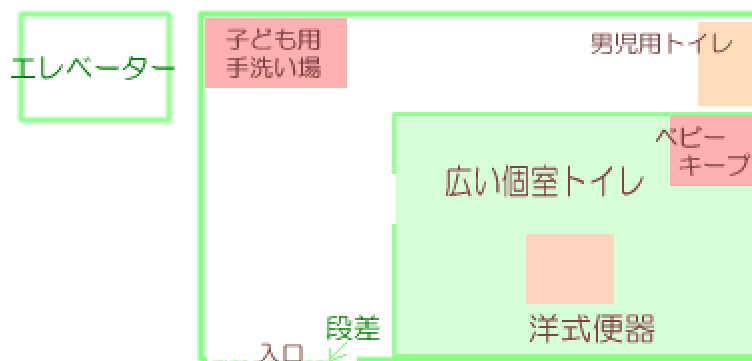 エレベーター
子ども用
手洗い場
男児用トイレ
ベビー
キープ
広い個室トイレ
洋式便器
段差
入口